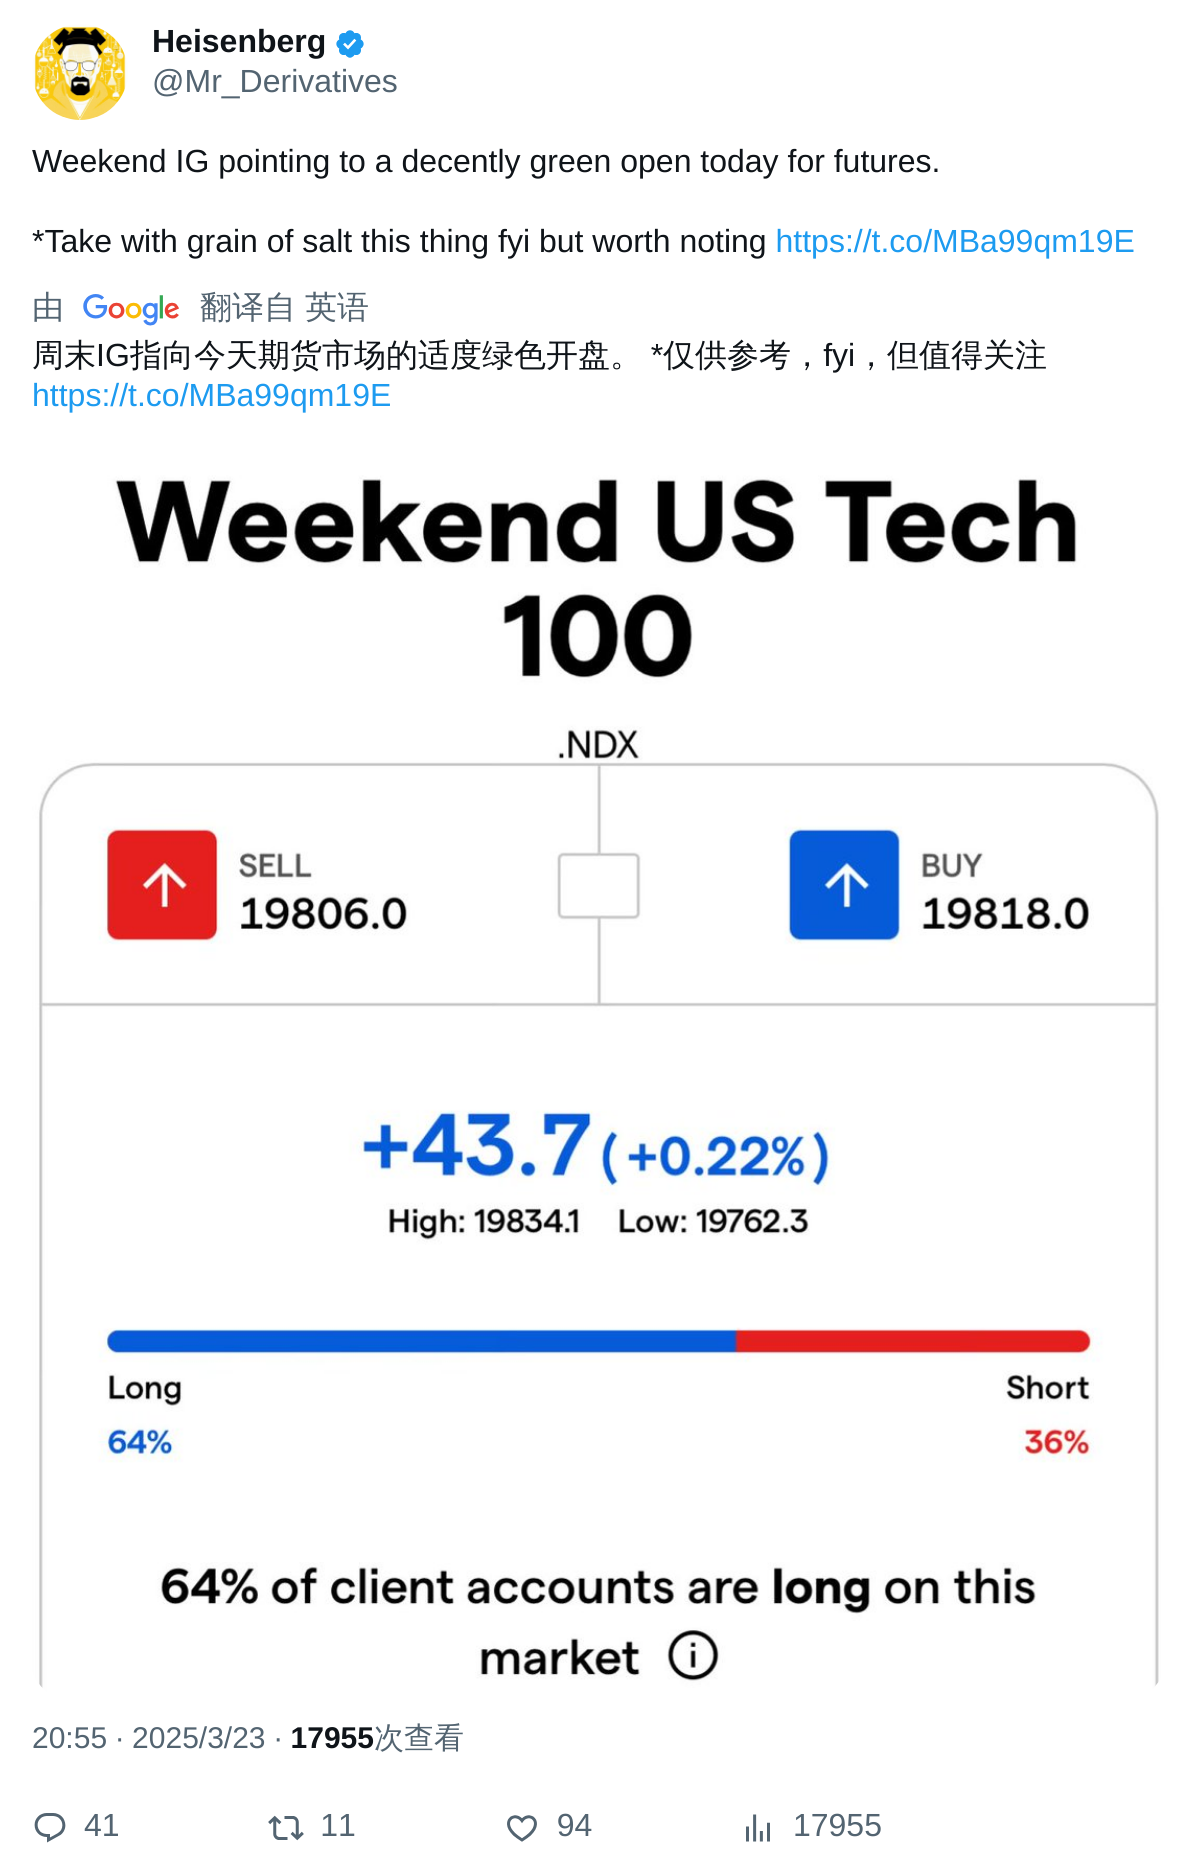 Heisenberg
@Mr_Derivatives
Weekend IG pointing to a decently green open today for futures.
*Take with grain of salt this thing fyi but worth noting https://t.co/MBa99qm19E
由 Google 翻译自 英语
周末IG指向今天期货市场的适度绿色开盘。 *仅供参考，fyi，但值得关注
https://t.co/MBa99qm19E
Weekend US Tech
100
.NDX
SELL
19806.0
BUY
19818.0
+43.7 (+0.22%)
High: 19834.1 Low: 19762.3
Long
Short
64%
36%
64% of client accounts are long on this
market
20:55 · 2025/3/23 · 17955次查看
41 11 94 17955